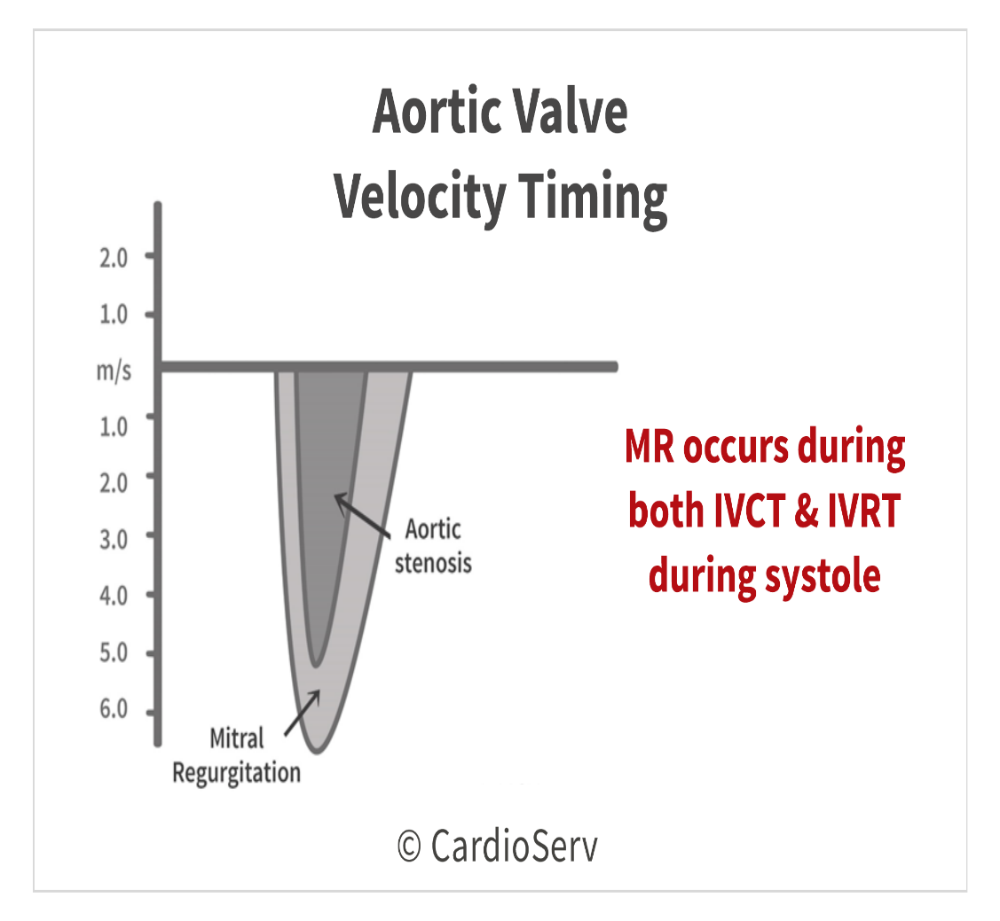 Aortic Valve
Velocity Timing
2.0
1.0
m/s
1.0
2.0
3.0
4.0
5.0
6.0
Aortic
stenosis
Mitral
Regurgitation
MR occurs during
both IVCT & IVRT
during systole
© CardioServ